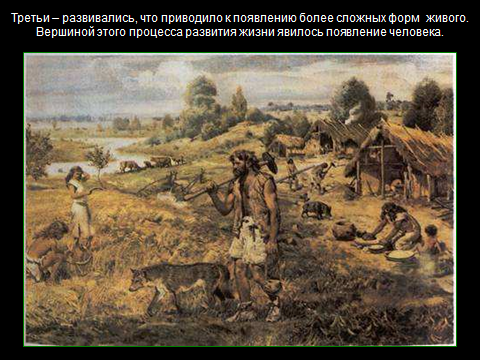 Третьи – развивались, что приводило к появлению более сложных форм живого.
Вершиной этого процесса развития жизни явилось появление человека.